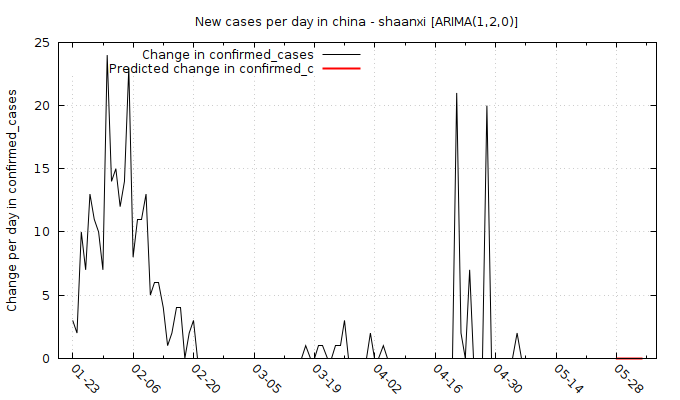 New cases per day in china - shaanxi [ARIMA(1,2,0)]
Change in confirmed_cases
Predicted change in confirmed_c
Change per day in confirmed_cases
25
20
15
10
5
0
01-23 02-06 02-20 03-05 03-19 04-02 04-16 04-30 05-14 05-28